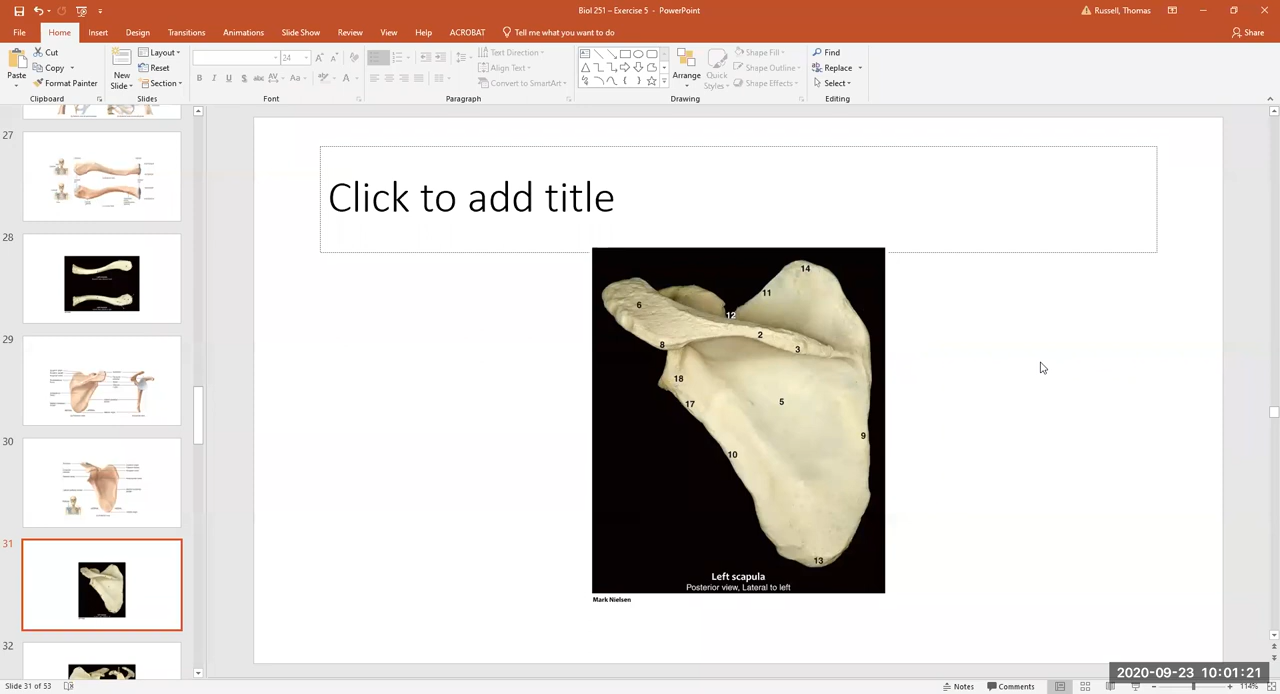 Biol 251 – Exercise 5 - PowerPoint
Russell, Thomas
File Home Insert Design Transitions Animations Slide Show Review View Help ACROBAT Tell me what you want to do
Share
Paste
Cut
Copy
Format Painter
Clipboard
New
Slide
Layout
Reset
Section
Slides
24
B I U S abc AV Aa A
Font
Text Direction
Align Text
Convert to SmartArt
Paragraph
Arrange
Quick
Styles
Shape Fill
Shape Outline
Shape Effects
Drawing
Find
Replace
Select
Editing
27
28
29
30
31
32
Click to add title
14
11
6
12
2
8
3
18
5
17
9
10
13
Left scapula
Posterior view, Lateral to left
Mark Nielsen
2020-09-23 10:01:21
Slide 31 of 53
Notes
Comments
114%